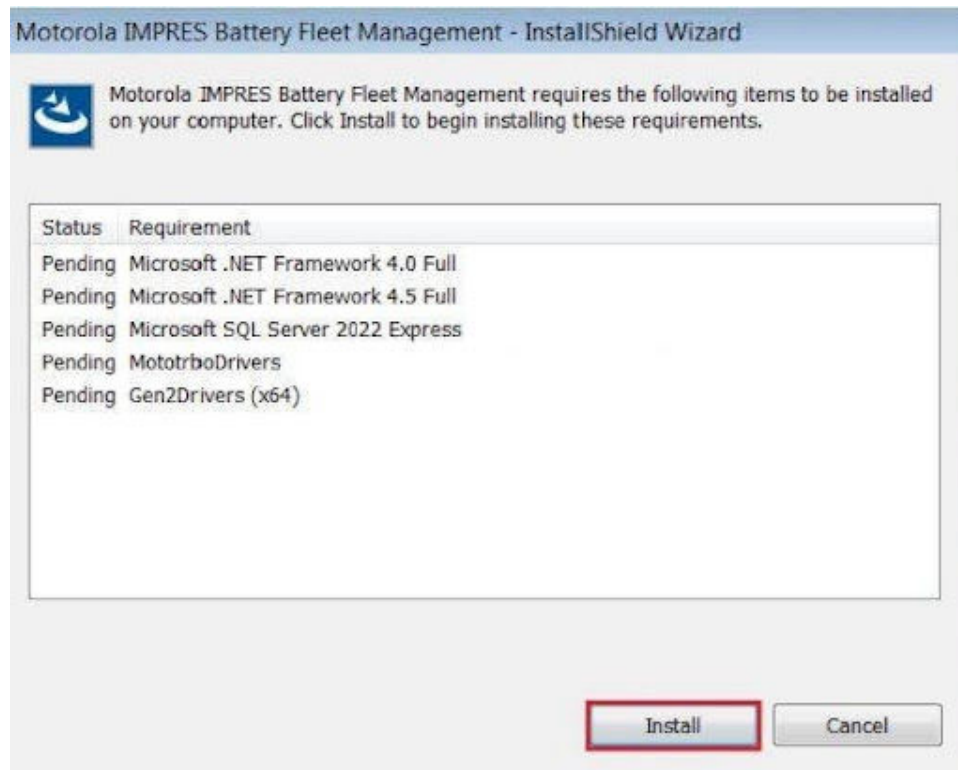 Motorola IMPRES Battery Fleet Management - InstallShield Wizard
Motorola IMPRES Battery Fleet Management requires the following items to be installed
on your computer. Click Install to begin installing these requirements.
Status Requirement
Pending Microsoft .NET Framework 4.0 Full
Pending Microsoft .NET Framework 4.5 Full
Pending Microsoft SQL Server 2022 Express
Pending MototrboDrivers
Pending Gen2Drivers (x64)
Install Cancel